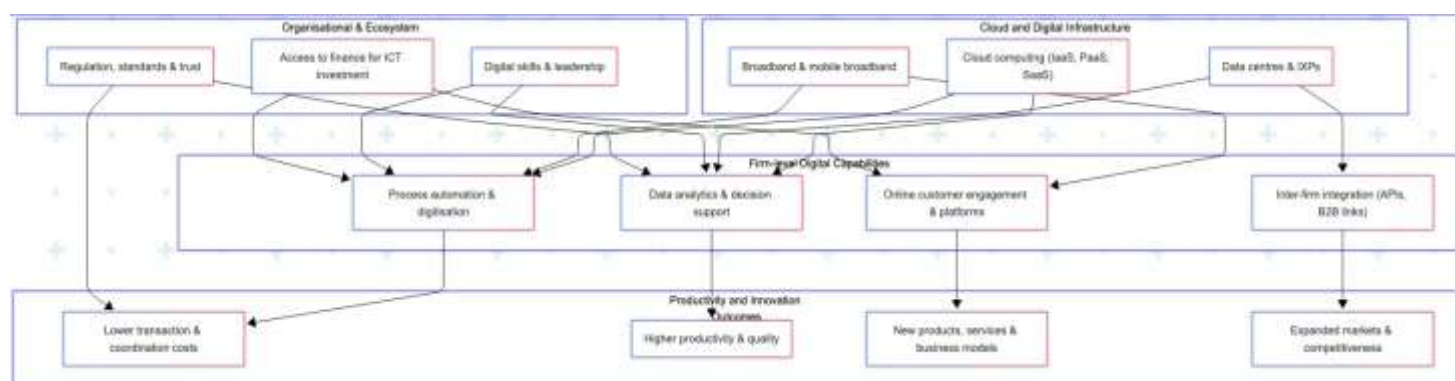 Organisational & Ecosystem
Cloud and Digital Infrastructure
Regulation, standards & trust
Access to finance for ICT
investment
Digital skills & leadership
Broadband & mobile broadband
Cloud computing (IaaS, PaaS,
SaaS)
Data centres & IXPs
Firm-level Digital Capabilities
Process automation &
digitilisation
Data analytics & decision
support
Online customer engagement
& platforms
Inter-firm integration (APIs,
B2B links)
Productivity and Innovation
Outcomes
Lower transaction &
coordination costs
Higher productivity & quality
New products, services &
business models
Expanded markets &
competitiveness